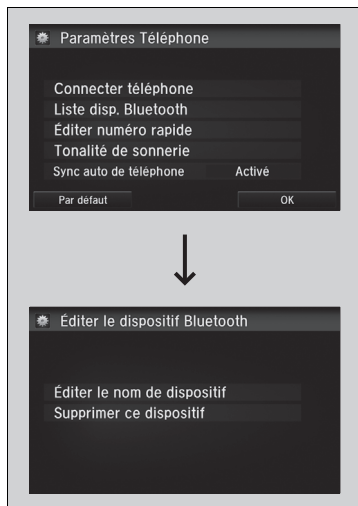 Paramètres Téléphone
Connecter téléphone
Liste disp. Bluetooth
Éditer numéro rapide
Tonalité de sonnerie
Sync auto de téléphone Activé
Par défaut OK
Éditer le dispositif Bluetooth
Éditer le nom de dispositif
Supprimer ce dispositif